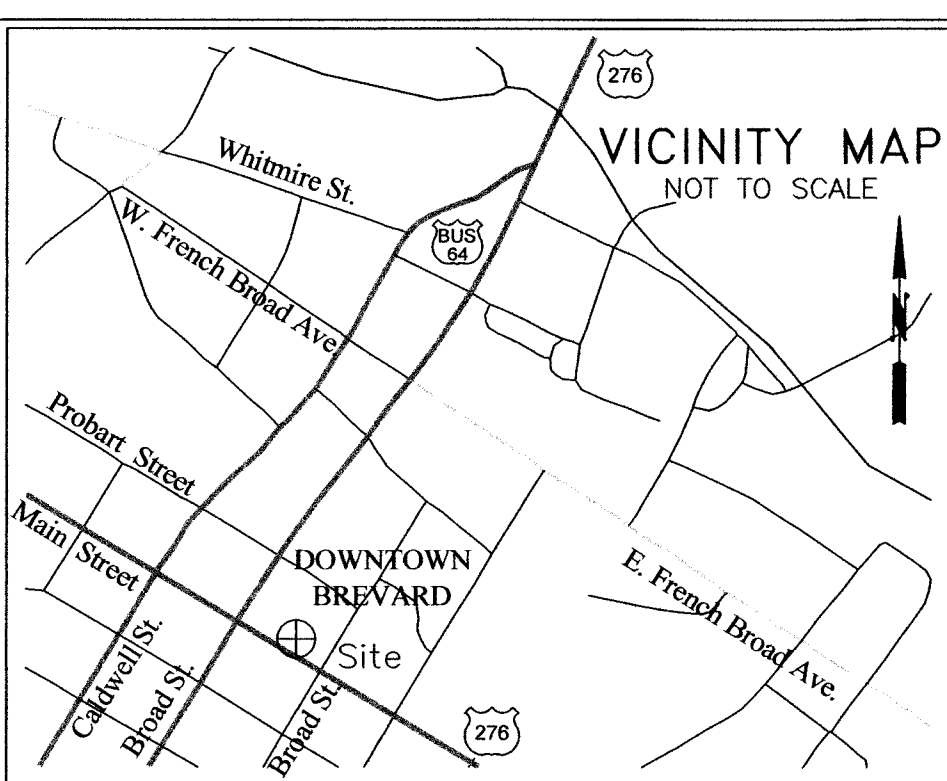 276
VICINITY MAP
NOT TO SCALE
Whitmire St.
BUS
64
W. French Broad Ave.
N
Probart Street
Main Street
DOWNTOWN
BREVARD
E. French Broad Ave.
Site
Caldwell St.
Broad St.
Broad St.
276